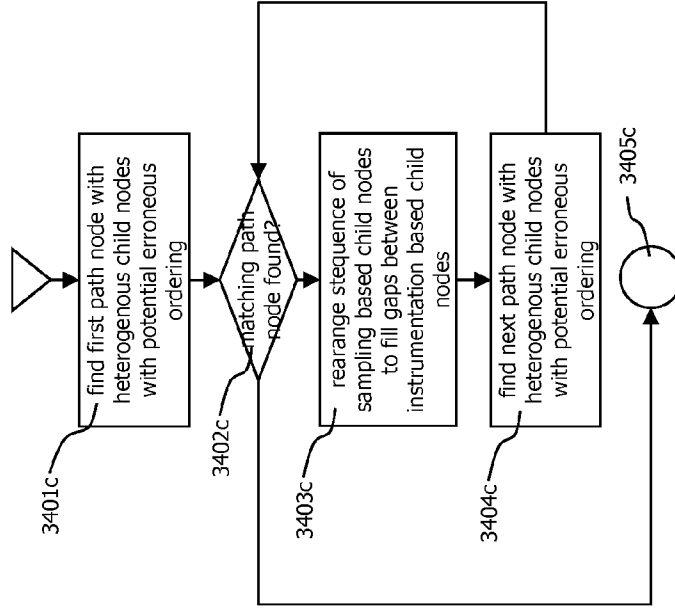 3401c
find first path node with
heterogenous child nodes
with potential erroneous
ordering
3402c
matching path
node found?
3403c
rearange stequence of
sampling based child nodes
to fill gaps between
instrumentation based child
nodes
3404c
find next path node with
heterogenous child nodes
with potential erroneous
ordering
3405c